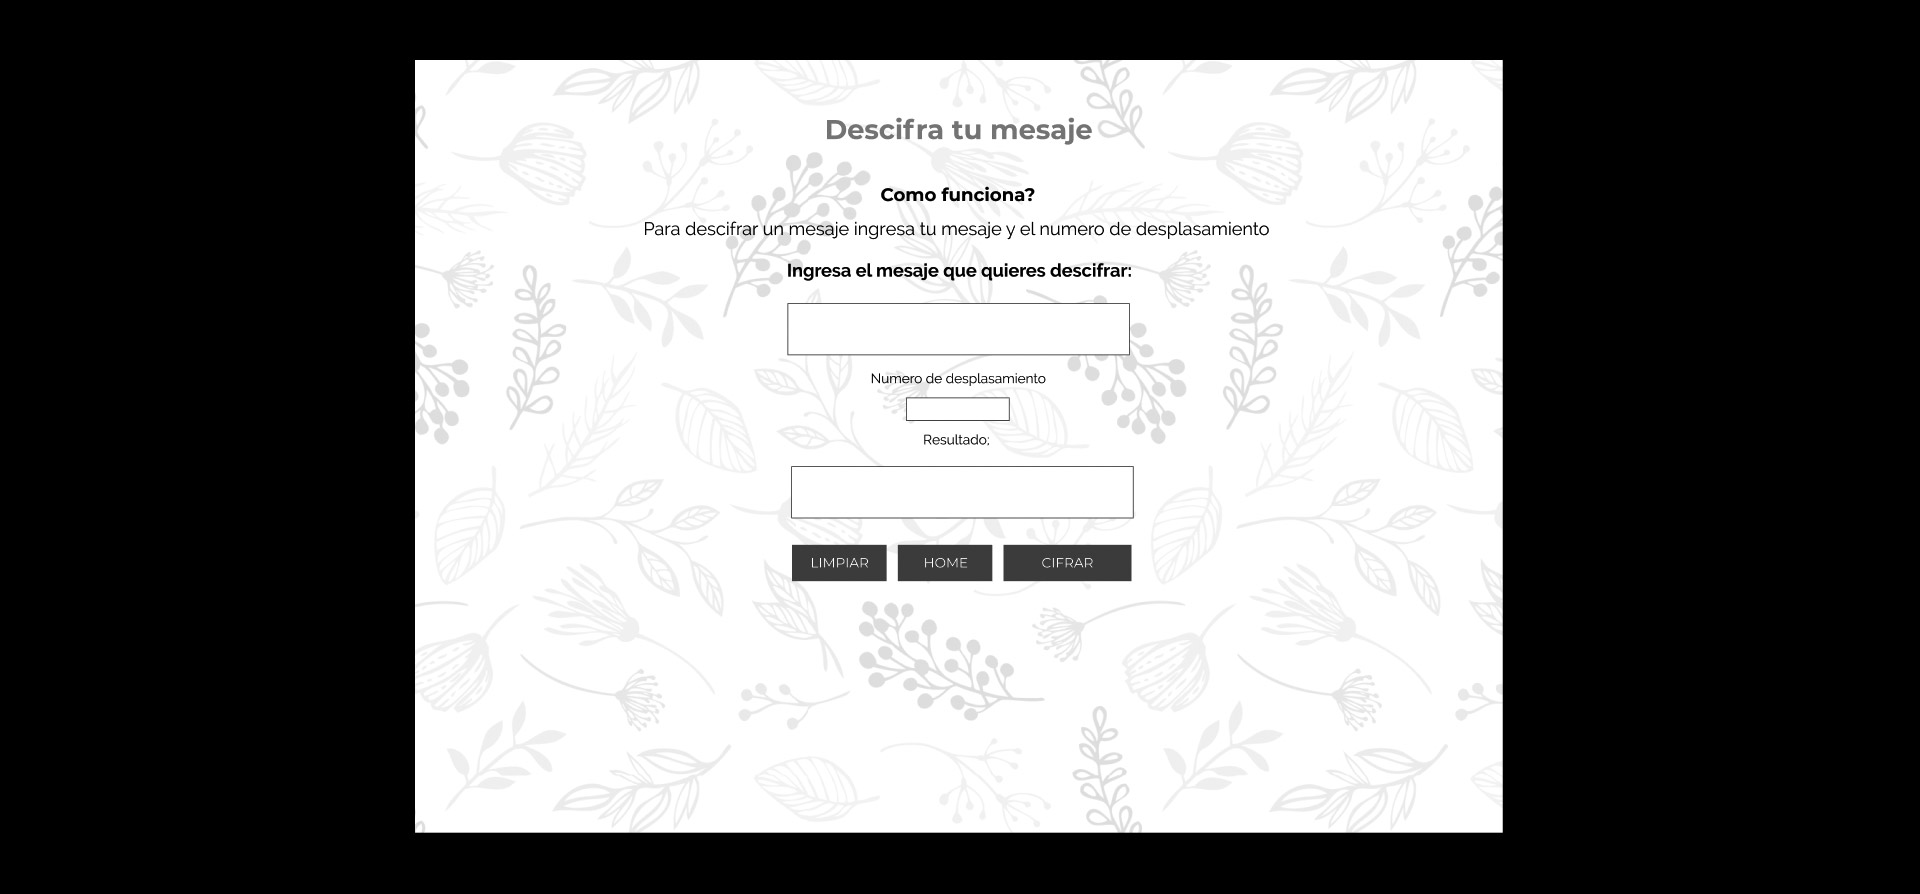 Descifra tu mesaje
Como funciona?
Para descifrar un mesaje ingresa tu mesaje y el numero de desplasamiento
Ingresa el mesaje que quieres descifrar:
Numero de desplasamiento
Resultado;
LIMPIAR HOME CIFRAR